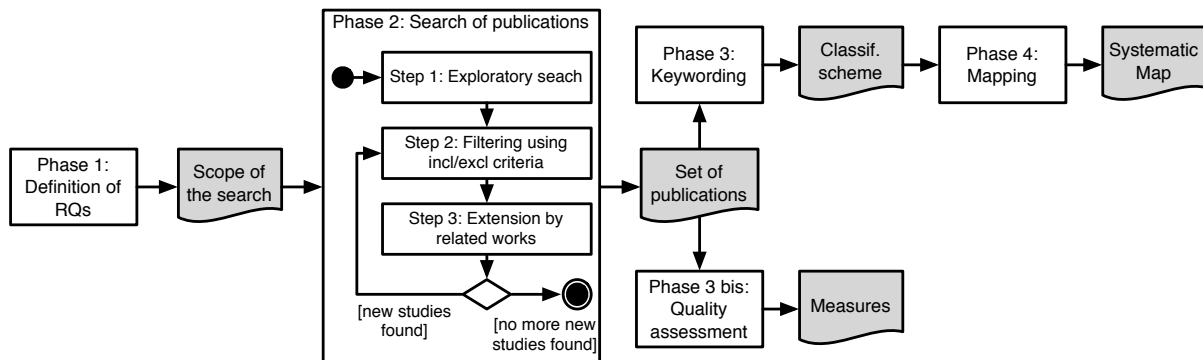 Phase 1:
Definition of
RQs
Scope of
the search
Phase 2: Search of publications
Step 1: Exploratory seach
Step 2: Filtering using
incl/excl criteria
Step 3: Extension by
related works
[new studies
found]
[no more new
studies found]
Set of
publications
Phase 3:
Keywording
Classif.
scheme
Phase 4:
Mapping
Systematic
Map
Phase 3 bis:
Quality
assessment
Measures